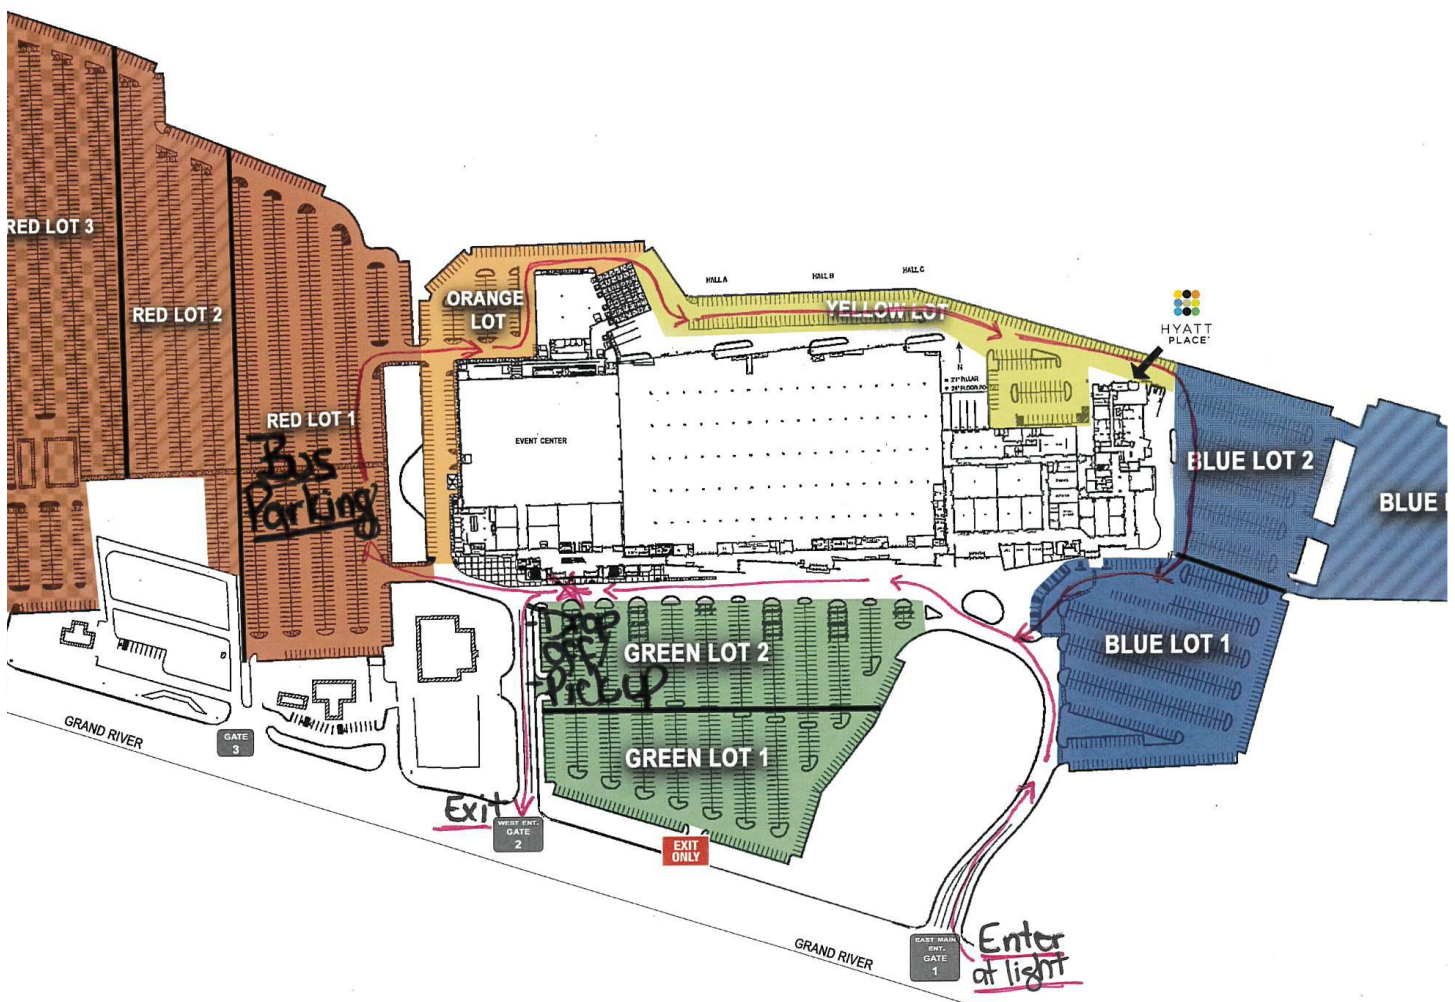 RED LOT 3
RED LOT 2
RED LOT 1
Bus
Parking
ORANGE
LOT
HALL A
HALL B
HALL C
YELLOW LOT
HYATT
PLACE
N
EVENT CENTER
BLUE LOT 2
BLUE
BLUE LOT 1
Drop
off/
Pickup
GREEN LOT 2
GREEN LOT 1
GRAND RIVER
GATE
3
Exit
WEST ENT.
GATE
2
EXIT
ONLY
GRAND RIVER
EAST MAIN
ENT.
GATE
1
Enter
at light